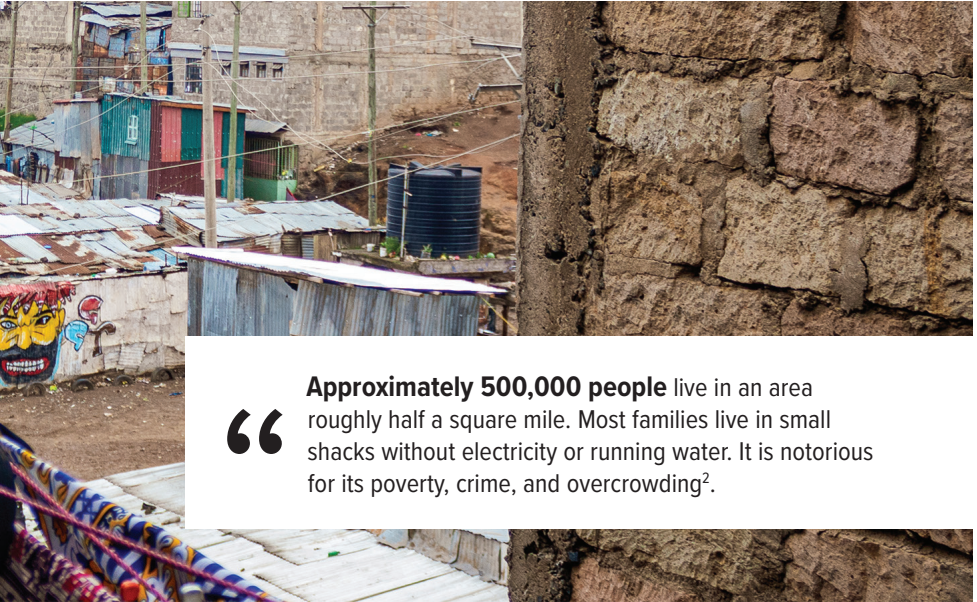 “
Approximately 500,000 people live in an area
roughly half a square mile. Most families live in small
shacks without electricity or running water. It is notorious
for its poverty, crime, and overcrowding².